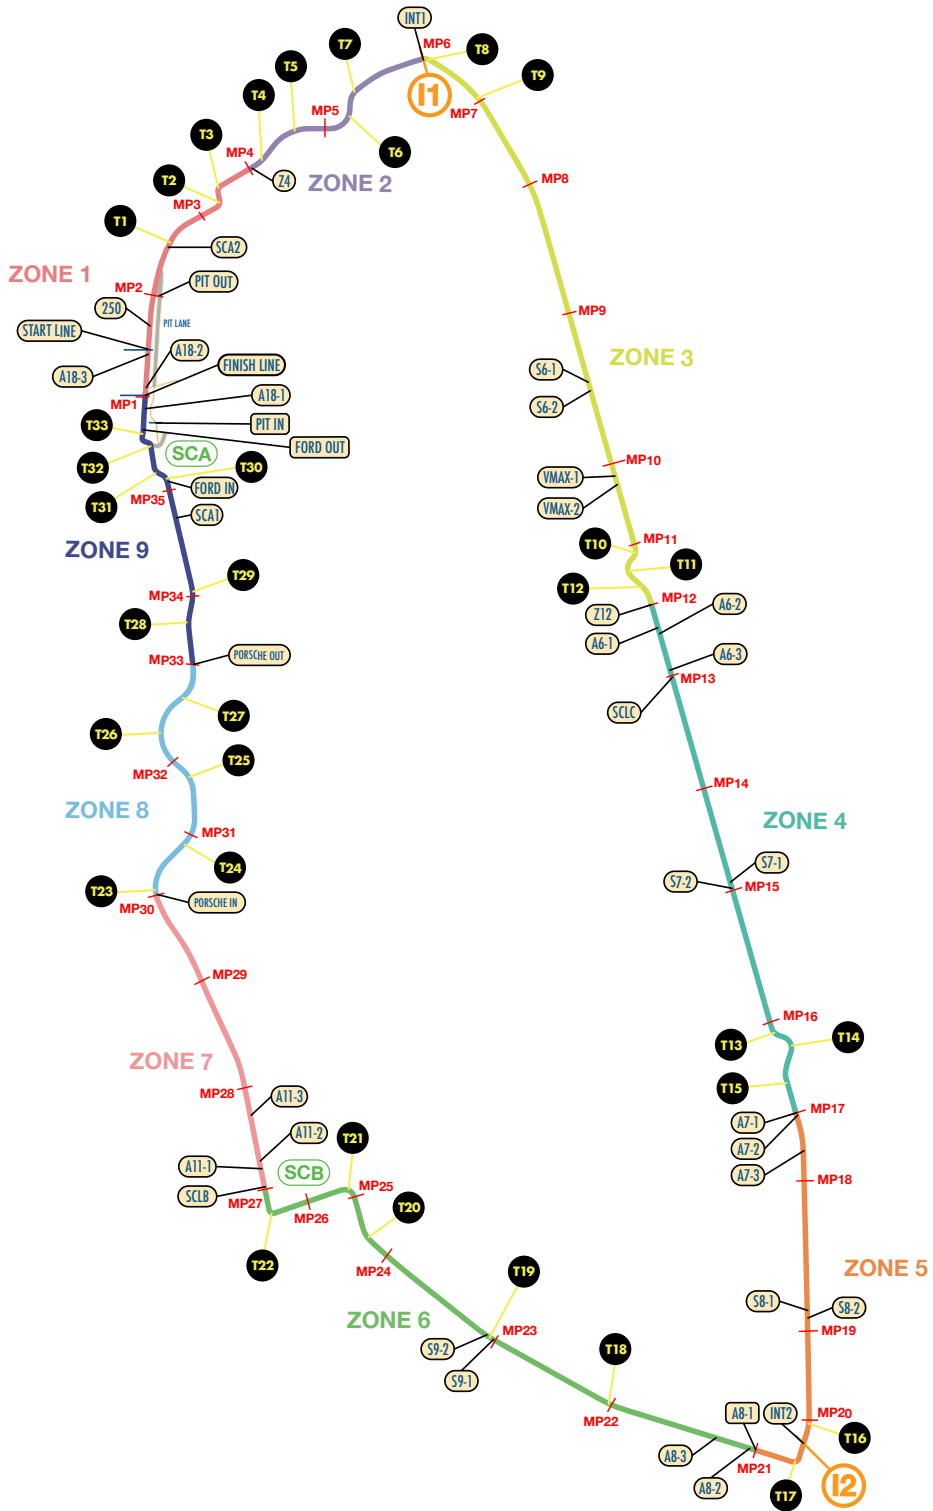 INT1
MP6
T8
T7
T5
I1
T9
MP7
T4
MP5
T3
T6
MP4
Z4
ZONE 2
T2
MP8
MP3
T1
SCA2
ZONE 1
PIT OUT
MP2
250
PIT LANE
MP9
START LINE
A18-2
ZONE 3
FINISH LINE
S6-1
A18-3
A18-1
MP1
S6-2
T33
PIT IN
FORD OUT
SCA
T32
T30
MP10
FORD IN
VMAX-1
MP35
T31
VMAX-2
SCA1
ZONE 9
T10
MP11
T11
T29
T12
MP34
MP12
A6-2
Z12
T28
A6-1
PORSCHE OUT
MP33
A6-3
MP13
T27
SCLC
T26
T25
MP32
MP14
ZONE 8
ZONE 4
MP31
S7-1
T24
S7-2
MP15
T23
PORSCHE IN
MP30
MP29
MP16
T14
T13
ZONE 7
T15
MP28
A11-3
MP17
A7-1
A11-2
T21
A7-2
A11-1
SCB
A7-3
MP18
SCLB
MP25
MP27
MP26
T20
T22
MP24
T19
ZONE 5
S8-1
S8-2
ZONE 6
MP23
MP19
S9-2
T18
S9-1
A8-1
INT2
MP20
MP22
T16
A8-3
MP21
A8-2
I2
T17